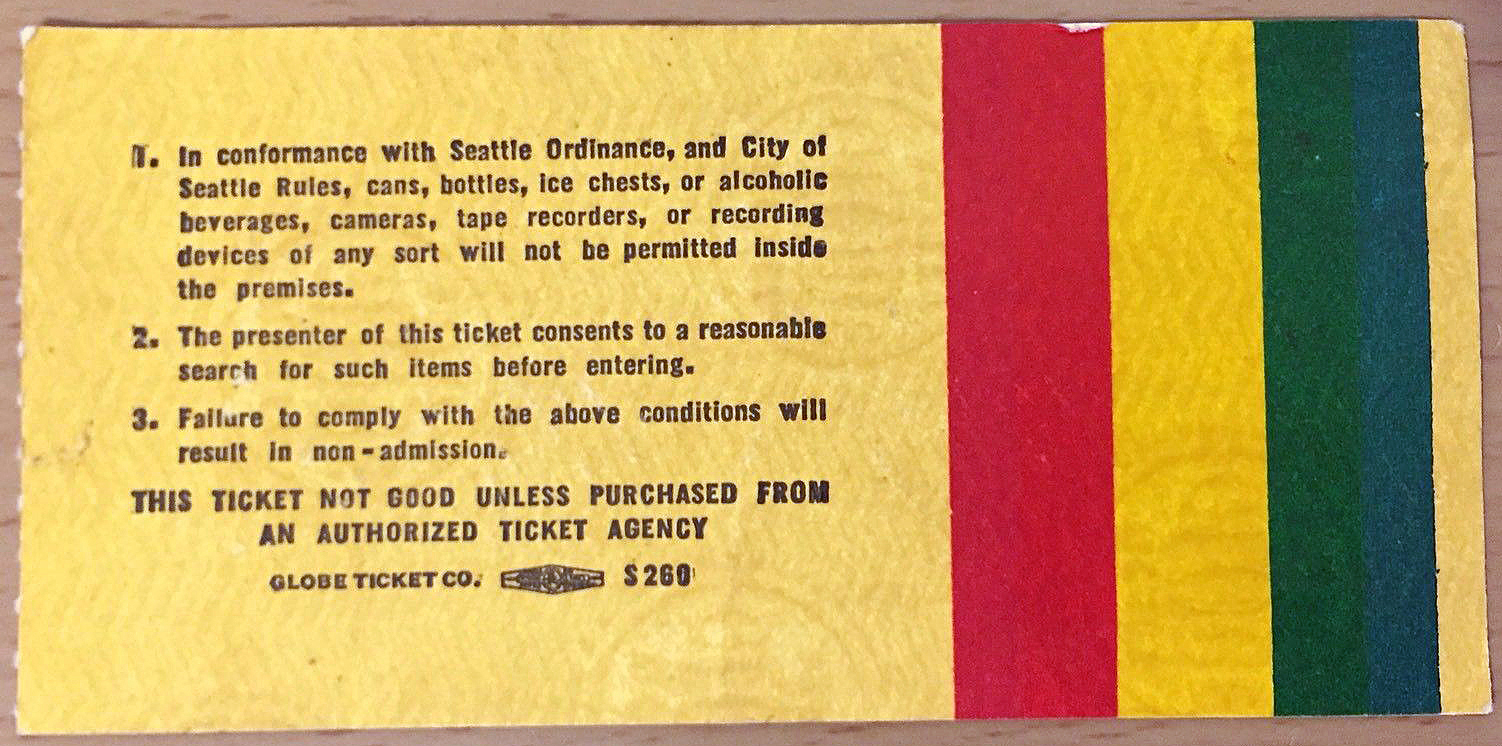 1. In conformance with Seattle Ordinance, and City of
Seattle Rules, cans, bottles, ice chests, or alcoholic
beverages, cameras, tape recorders, or recording
devices of any sort will not be permitted inside
the premises.
2. The presenter of this ticket consents to a reasonable
search for such items before entering.
3. Failure to comply with the above conditions will
result in non-admission.
THIS TICKET NOT GOOD UNLESS PURCHASED FROM
AN AUTHORIZED TICKET AGENCY
GLOBE TICKET CO. S260